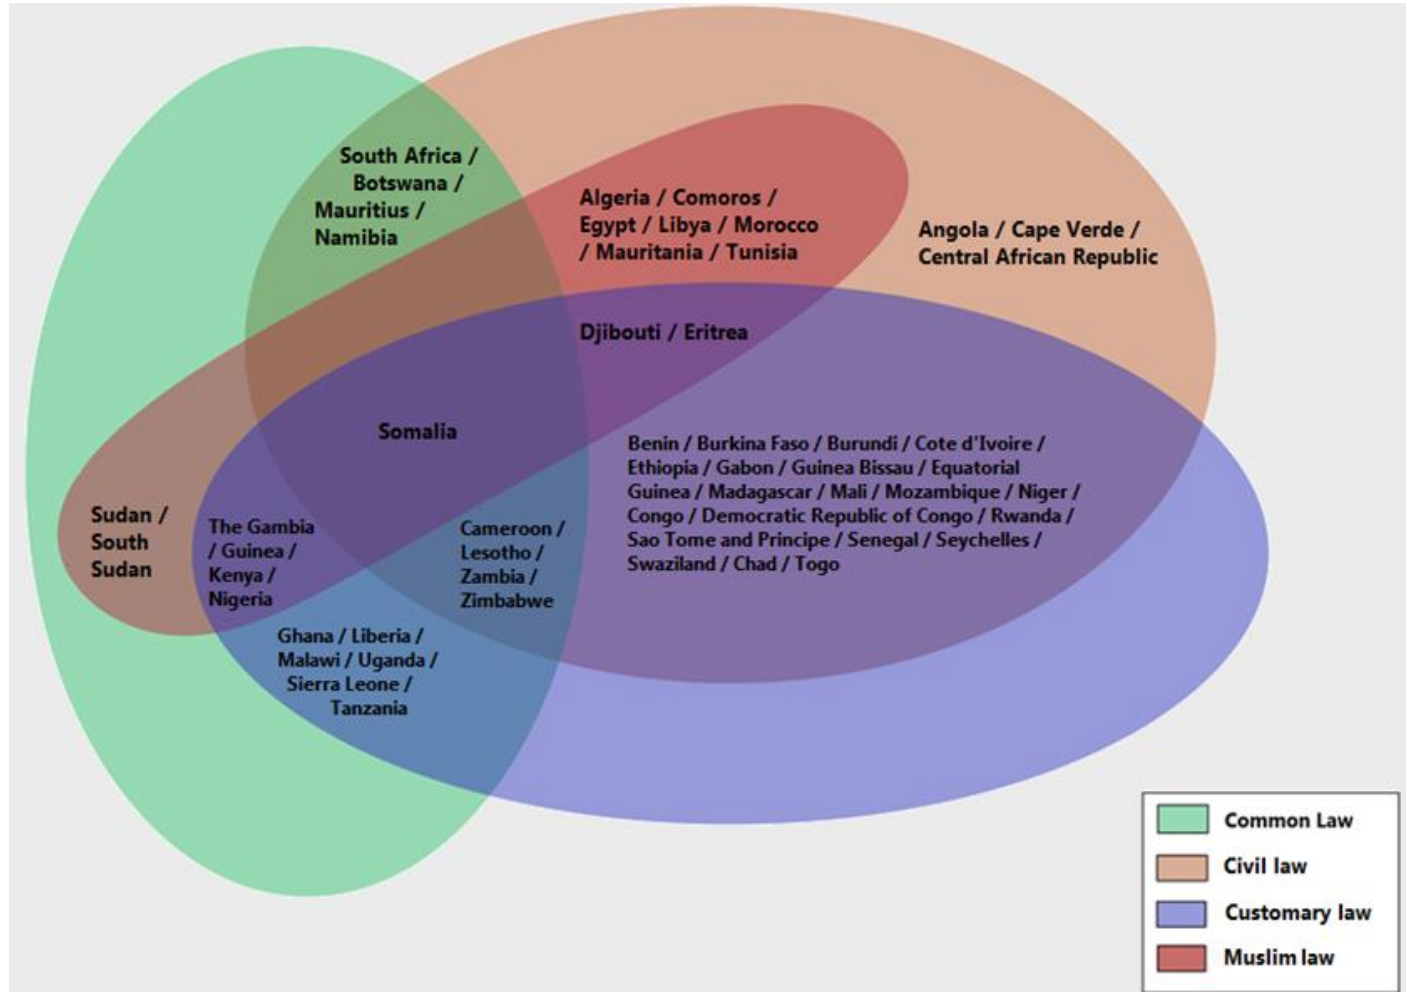 South Africa /
Botswana /
Mauritius /
Namibia
Algeria / Comoros /
Egypt / Libya / Morocco
/ Mauritania / Tunisia
Angola / Cape Verde /
Central African Republic
Djibouti / Eritrea
Somalia
Benin / Burkina Faso / Burundi / Cote d'Ivoire /
Ethiopia / Gabon / Guinea Bissau / Equatorial
Guinea / Madagascar / Mali / Mozambique / Niger /
Congo / Democratic Republic of Congo / Rwanda /
Sao Tome and Principe / Senegal / Seychelles /
Swaziland / Chad / Togo
Sudan /
South
Sudan
The Gambia
/ Guinea /
Kenya /
Nigeria
Cameroon /
Lesotho /
Zambia /
Zimbabwe
Ghana / Liberia /
Malawi / Uganda /
Sierra Leone /
Tanzania
Common Law
Civil law
Customary law
Muslim law